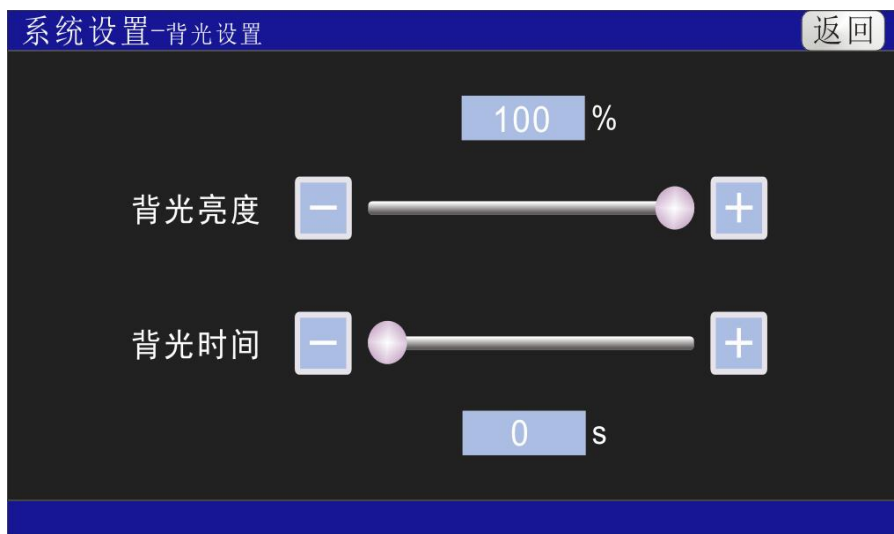 系统设置-背光设置 返回
100 %
背光亮度 - +
背光时间 - +
0 s